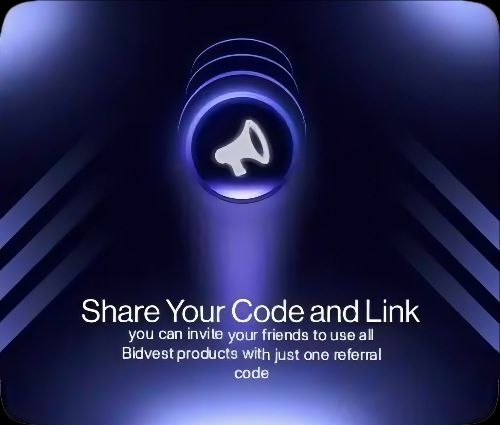 Share Your Code and Link
you can invite your friends to use all
Bidvest products with just one referral
code